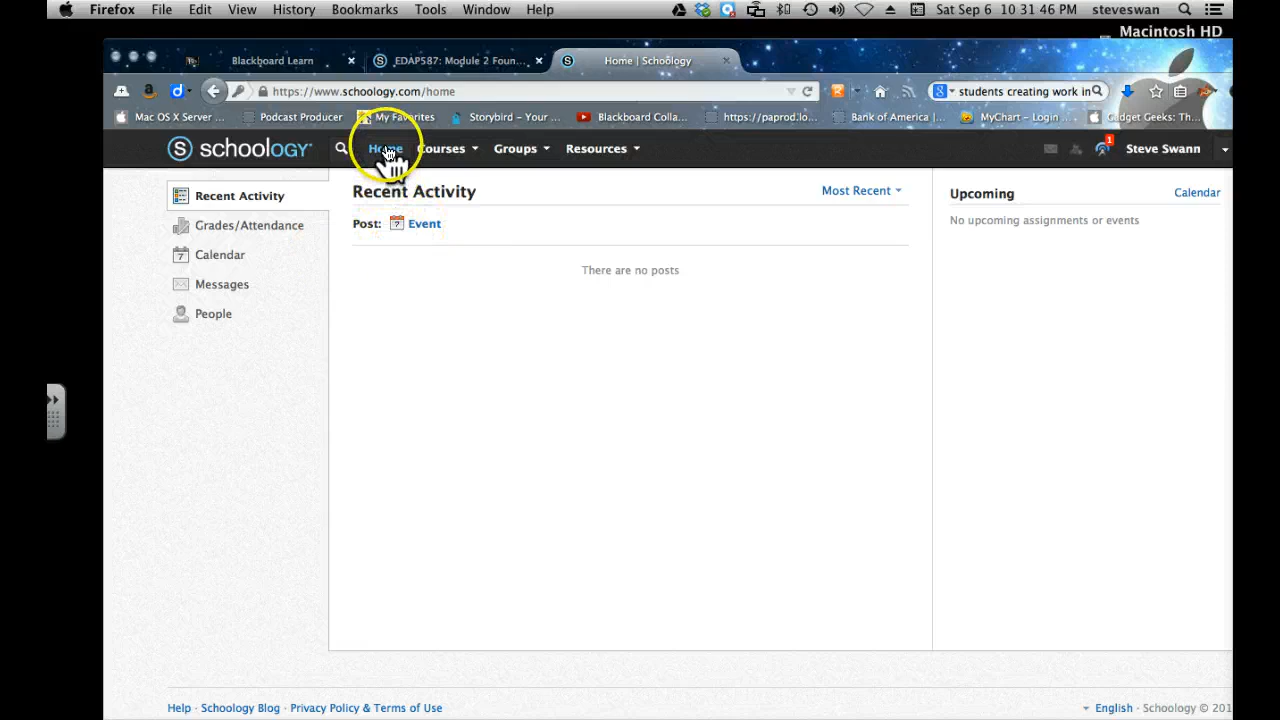 Firefox File Edit View History Bookmarks Tools Window Help Sat Sep 6 10:31:46 PM steveswan
Macintosh HD
Blackboard Learn EDAP587: Module 2 Foun... Home | Schoology
https://www.schoology.com/home students creating work in
Mac OS X Server ... Podcast Producer My Favorites Storybird – Your ... Blackboard Colla... https://paprod.lo... Bank of America |... MyChart – Login ... Gadget Geeks: Th...
schoology Home Courses Groups Resources 1 Steve Swann
Recent Activity
Grades/Attendance
7 Calendar
Messages
People
Recent Activity Most Recent
Post: 7 Event
There are no posts
Upcoming Calendar
No upcoming assignments or events
Help · Schoology Blog · Privacy Policy & Terms of Use English · Schoology © 201